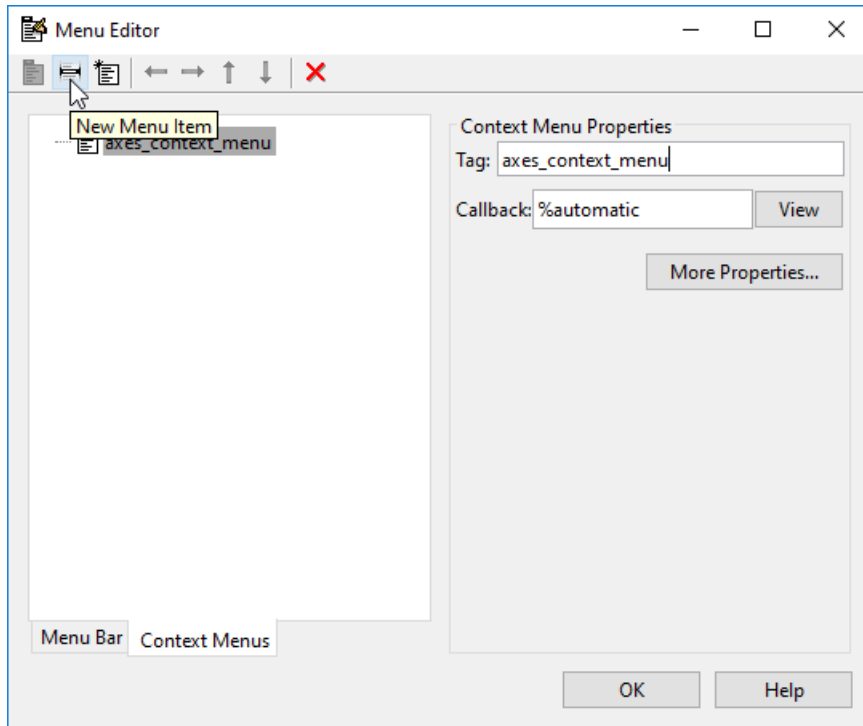 Menu Editor
New Menu Item
axes_context_menu
Context Menu Properties
Tag: axes_context_menu
Callback: %automatic View
More Properties...
Menu Bar Context Menus
OK Help